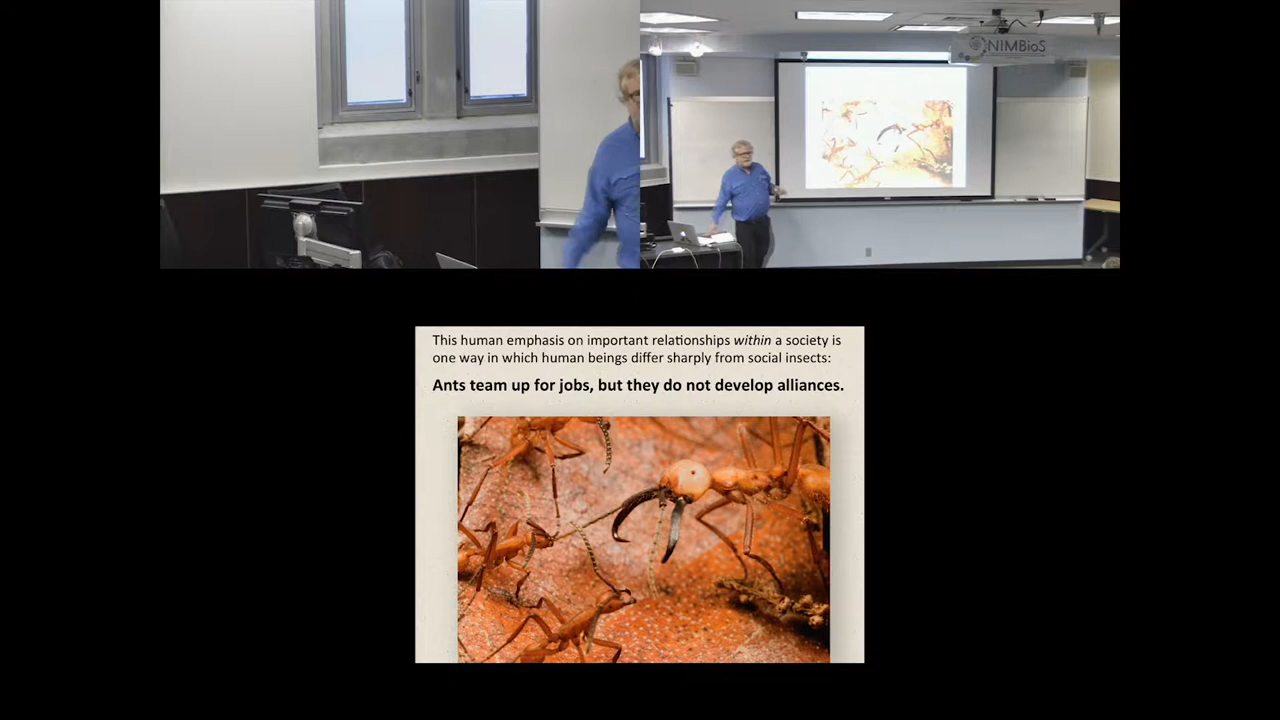 NIMBioS
This human emphasis on important relationships within a society is
one way in which human beings differ sharply from social insects:
Ants team up for jobs, but they do not develop alliances.